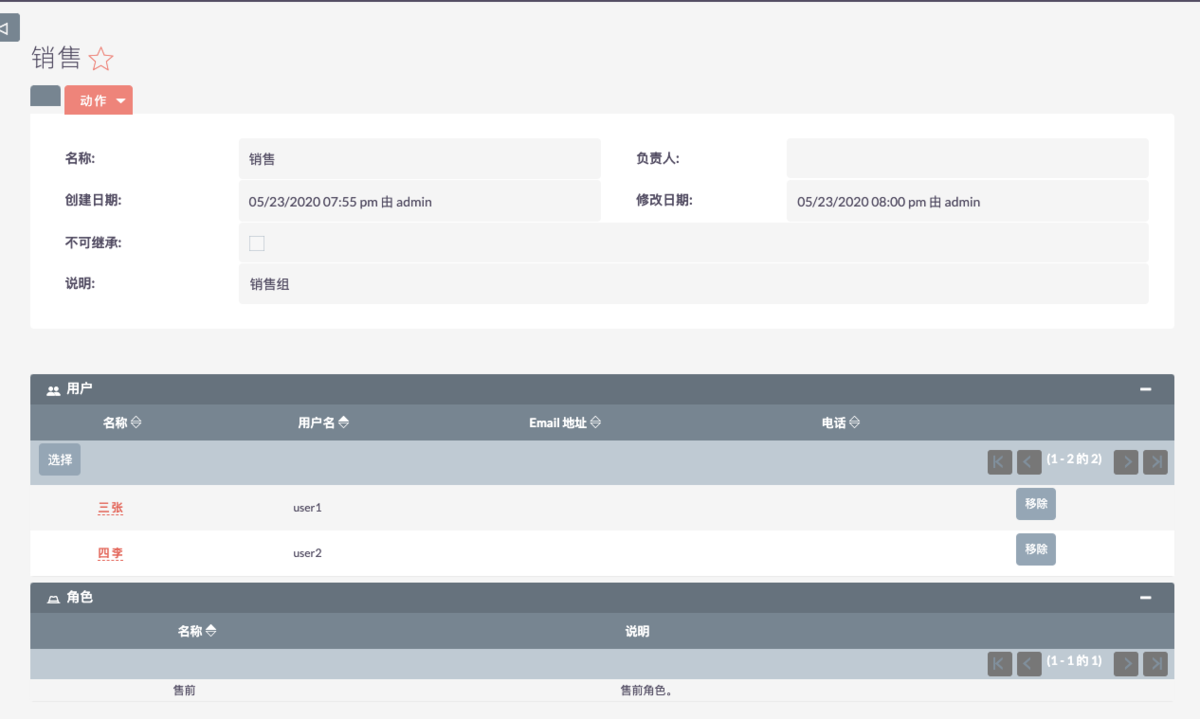 销售
动作
名称: 销售 负责人:
创建日期: 05/23/2020 07:55 pm 由 admin 修改日期: 05/23/2020 08:00 pm 由 admin
不可继承:
说明: 销售组
用户
名称 用户名 Email 地址 电话
选择 (1 - 2 的 2)
三 张 user1 移除
四 李 user2 移除
角色
名称 说明
(1 - 1 的 1)
售前 售前角色。